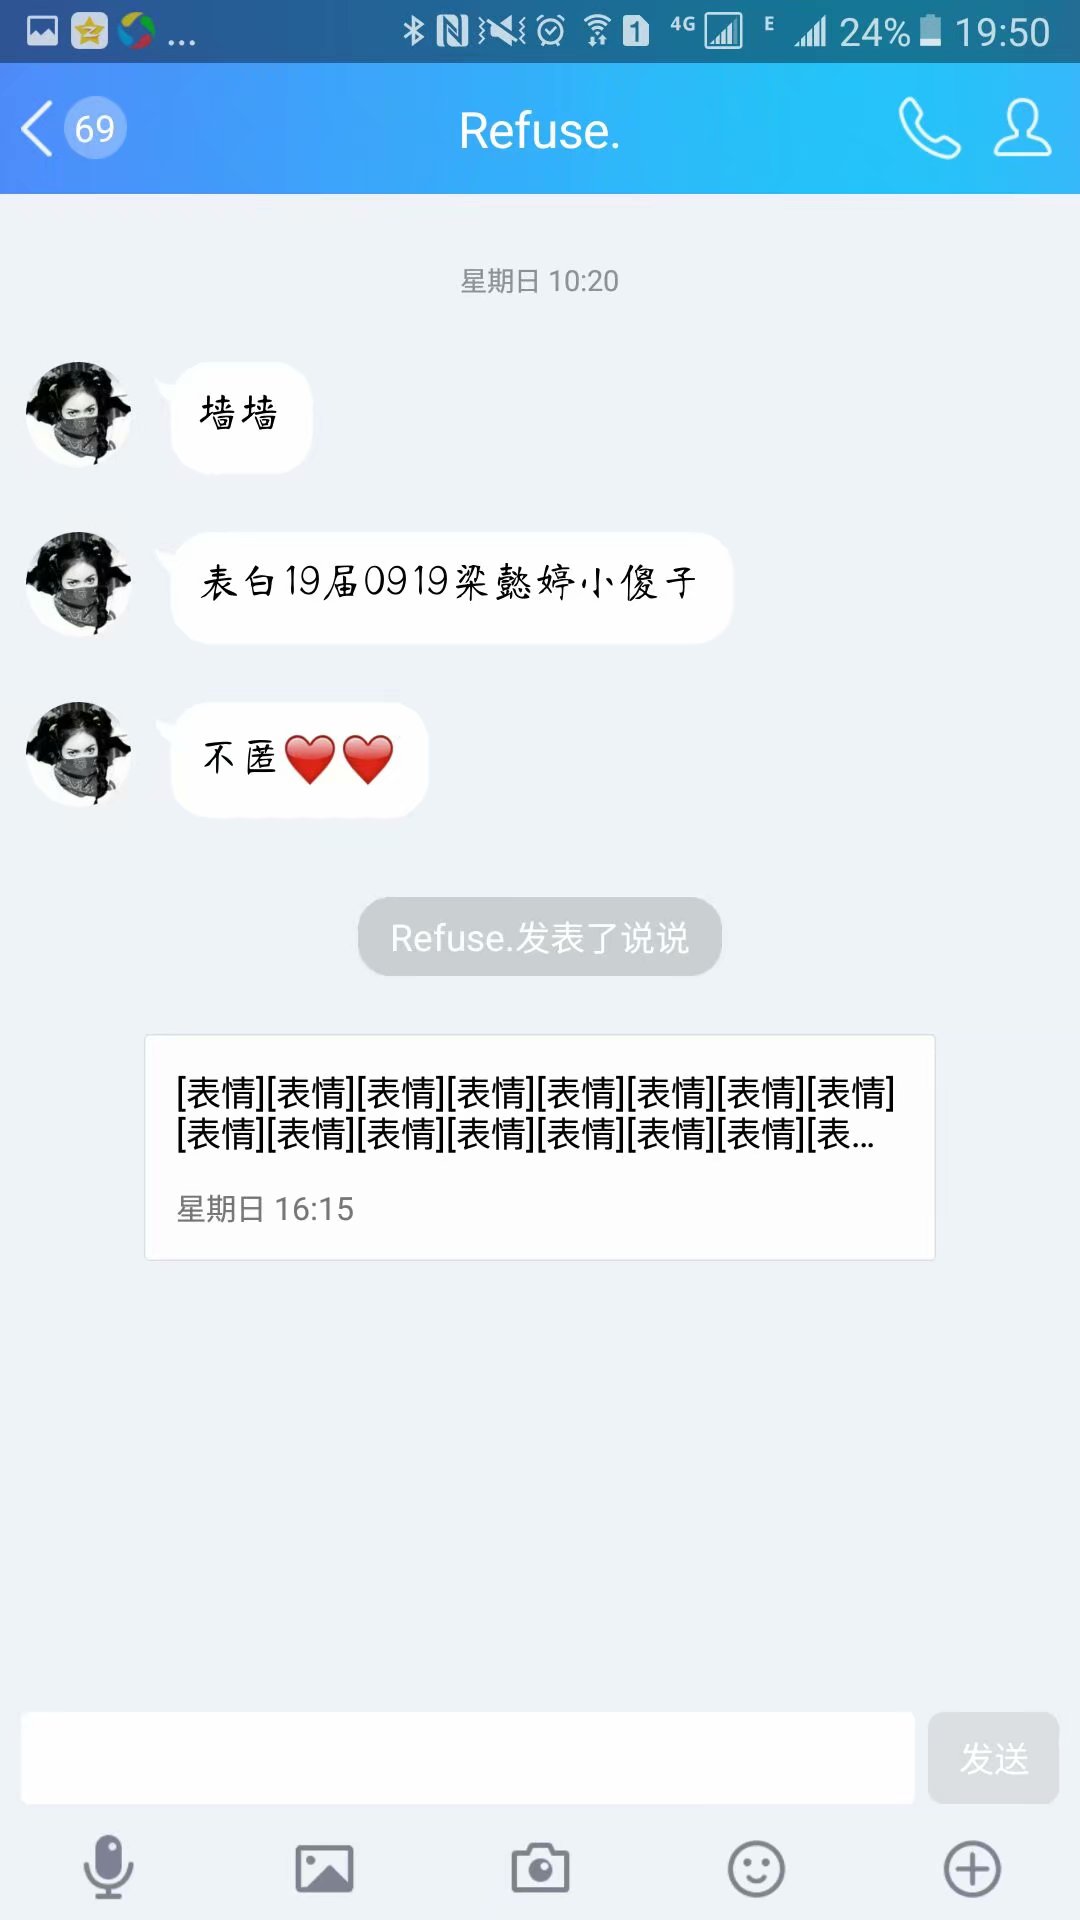 ... 1 4G E 24% 19:50
69 Refuse.
星期日 10:20
墙墙
表白19届0919梁懿婷小傻子
不匿❤️❤️
Refuse.发表了说说
[表情][表情][表情][表情][表情][表情][表情][表情]
[表情][表情][表情][表情][表情][表情][表情][表...
星期日 16:15
发送